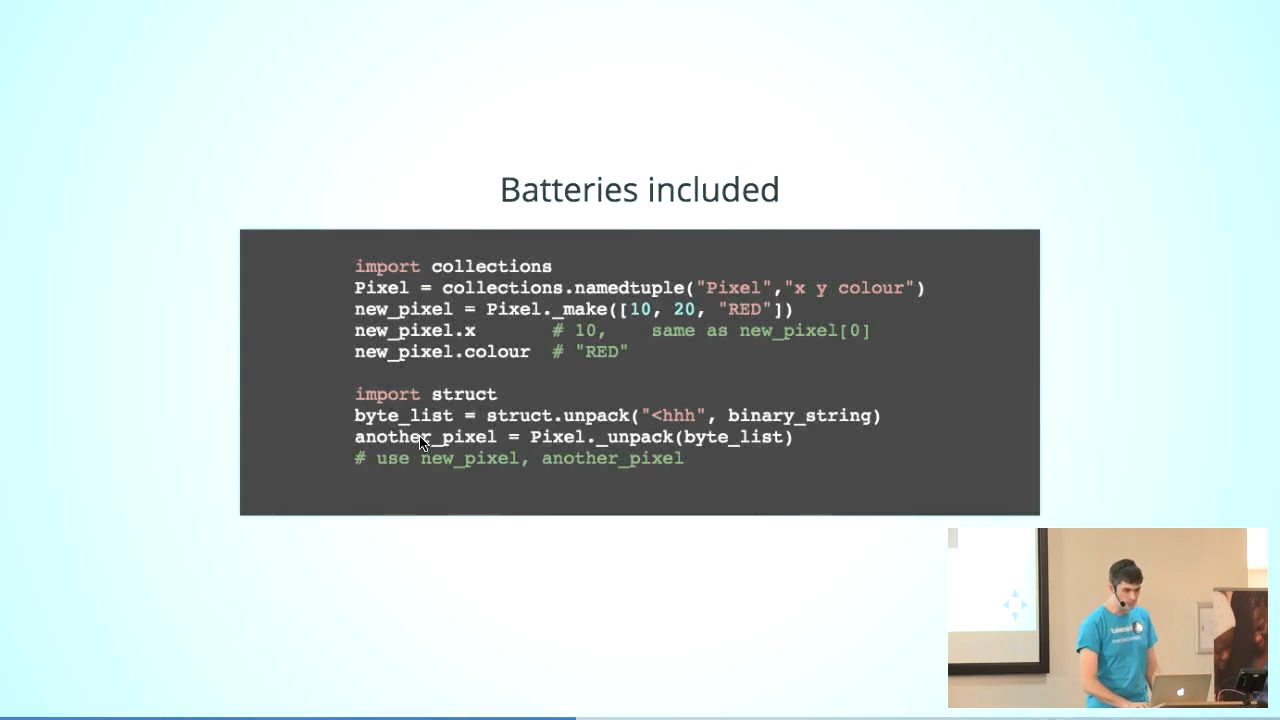 Batteries included
import collections
Pixel = collections.namedtuple("Pixel","x y colour")
new_pixel = Pixel._make([10, 20, "RED"])
new_pixel.x       # 10,    same as new_pixel[0]
new_pixel.colour  # "RED"
import struct
byte_list = struct.unpack("<hhh", binary_string)
another_pixel = Pixel._unpack(byte_list)
# use new_pixel, another_pixel